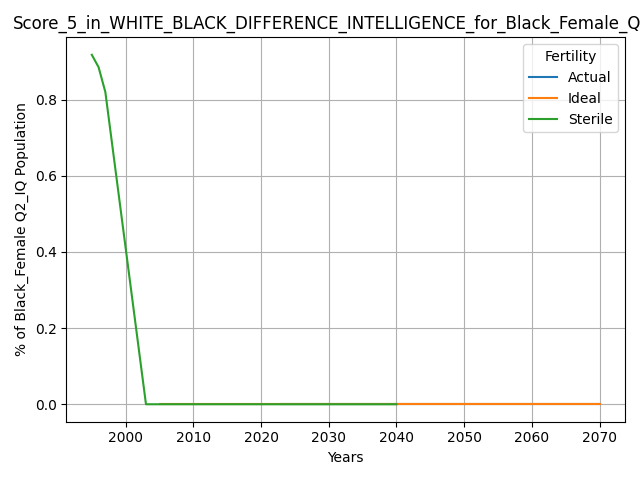 Score_5_in_WHITE_BLACK_DIFFERENCE_INTELLIGENCE_for_Black_Female_Q
Fertility
Actual
Ideal
Sterile
% of Black_Female Q2_IQ Population
0.8
0.6
0.4
0.2
0.0
2000 2010 2020 2030 2040 2050 2060 2070
Years